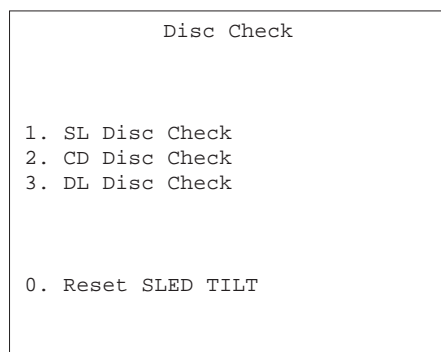 Disc Check
1. SL Disc Check
2. CD Disc Check
3. DL Disc Check
0. Reset SLED TILT